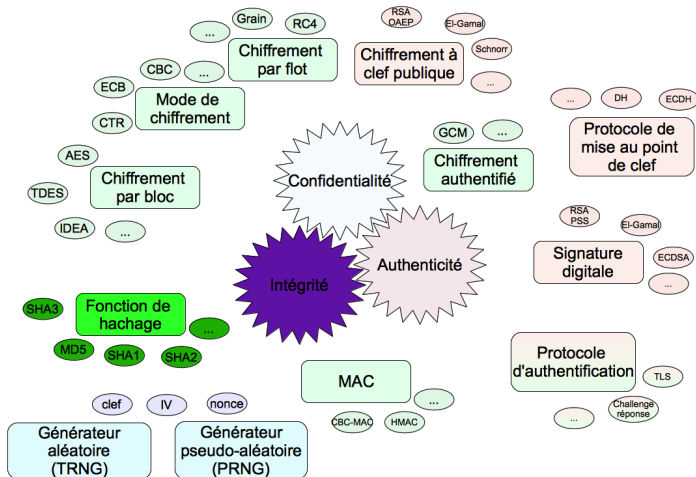 Grain
RC4
...
Chiffrement
par flot
RSA
OAEP
El-Gamal
Schnorr
...
Chiffrement à
clef publique
CBC
...
ECB
CTR
Mode de
chiffrement
...
DH
ECDH
Protocole de
mise au point
de clef
GCM
...
Chiffrement
authentifié
AES
TDES
IDEA
...
Chiffrement
par bloc
Confidentialité
Intégrité
Authenticité
RSA
PSS
El-Gamal
ECDSA
...
Signature
digitale
SHA3
Fonction de
hachage
...
MD5
SHA1
SHA2
MAC
...
CBC-MAC
HMAC
Protocole
d'authentification
TLS
Challenge
réponse
...
clef
IV
nonce
Générateur
aléatoire
(TRNG)
Générateur
pseudo-aléatoire
(PRNG)